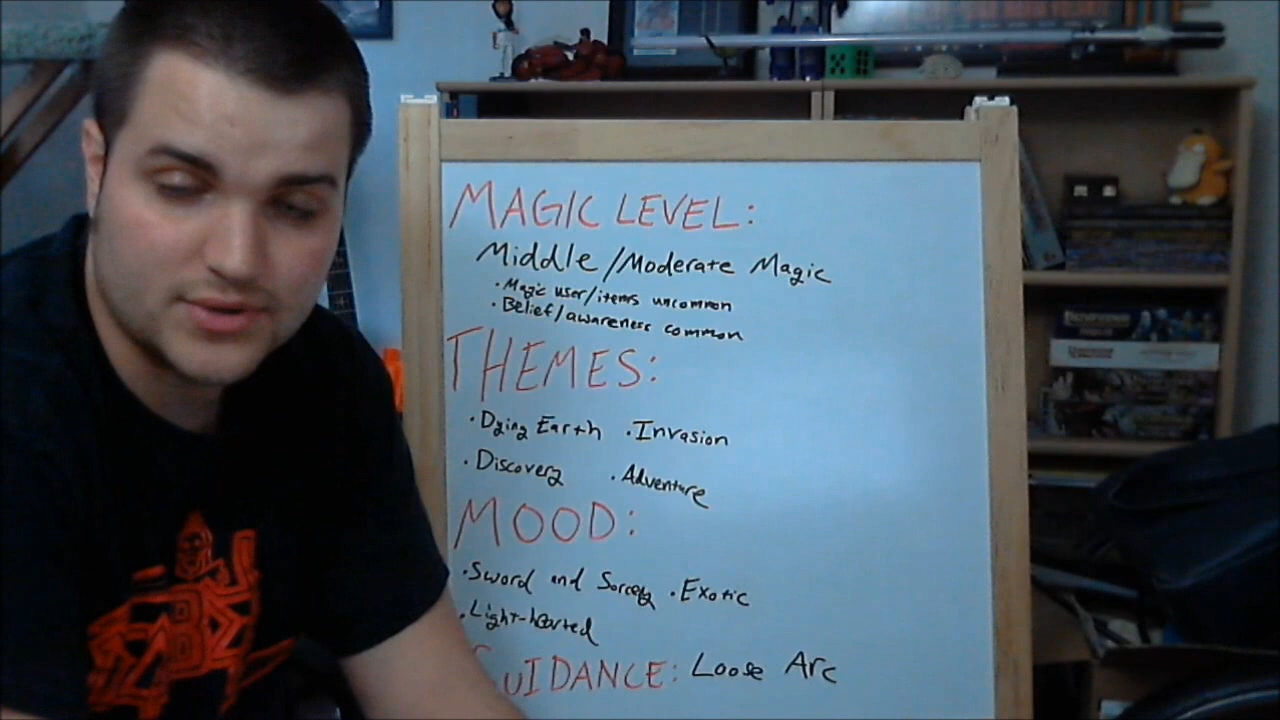 MAGIC LEVEL:
Middle/Moderate Magic
• Magic user/items uncommon
• Belief/awareness common
THEMES:
• Dying Earth • Invasion
• Discovery • Adventure
MOOD:
• Sword and Sorcery • Exotic
• Light-hearted
GUIDANCE: Loose Arc